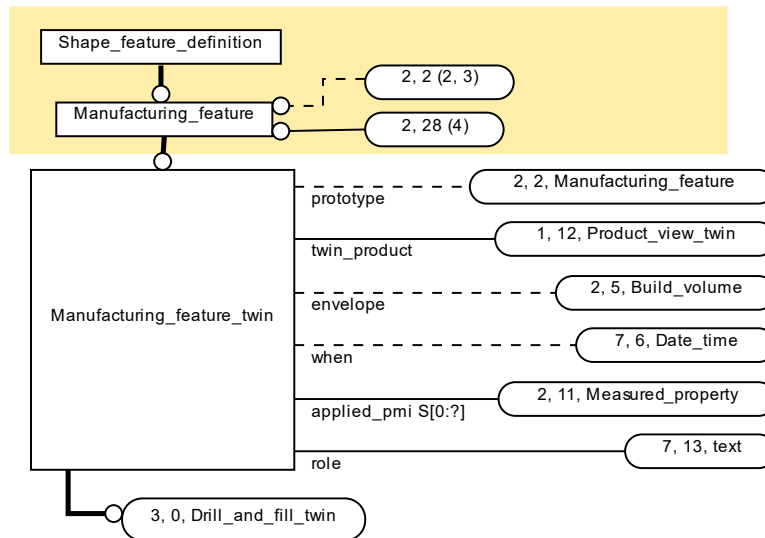 Shape_feature_definition
2, 2 (2, 3)
Manufacturing_feature
2, 28 (4)
2, 2, Manufacturing_feature
prototype
1, 12, Product_view_twin
twin_product
2, 5, Build_volume
envelope
Manufacturing_feature_twin
7, 6, Date_time
when
2, 11, Measured_property
applied_pmi S[0:?]
7, 13, text
role
3, 0, Drill_and_fill_twin